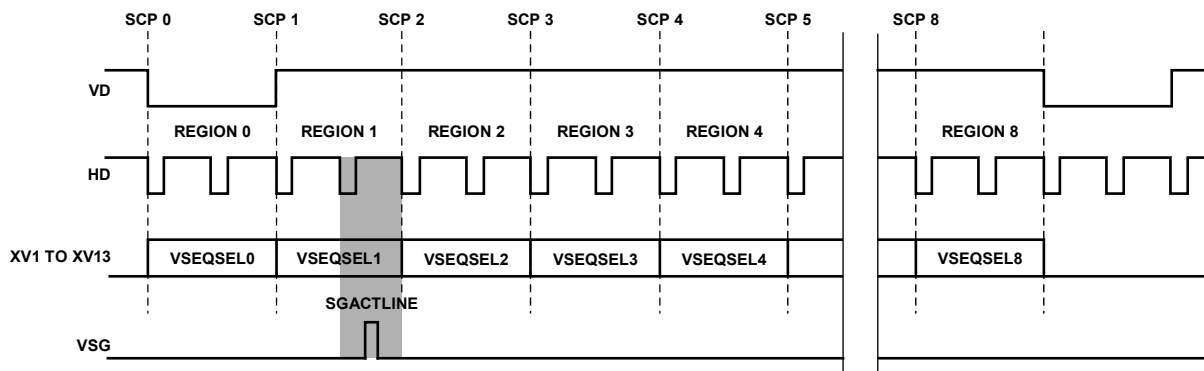 SCP 0 SCP 1 SCP 2 SCP 3 SCP 4 SCP 5 SCP 8
VD
REGION 0 REGION 1 REGION 2 REGION 3 REGION 4 REGION 8
HD
XV1 TO XV13 VSEQSEL0 VSEQSEL1 VSEQSEL2 VSEQSEL3 VSEQSEL4 VSEQSEL8
SGACTLINE
VSG